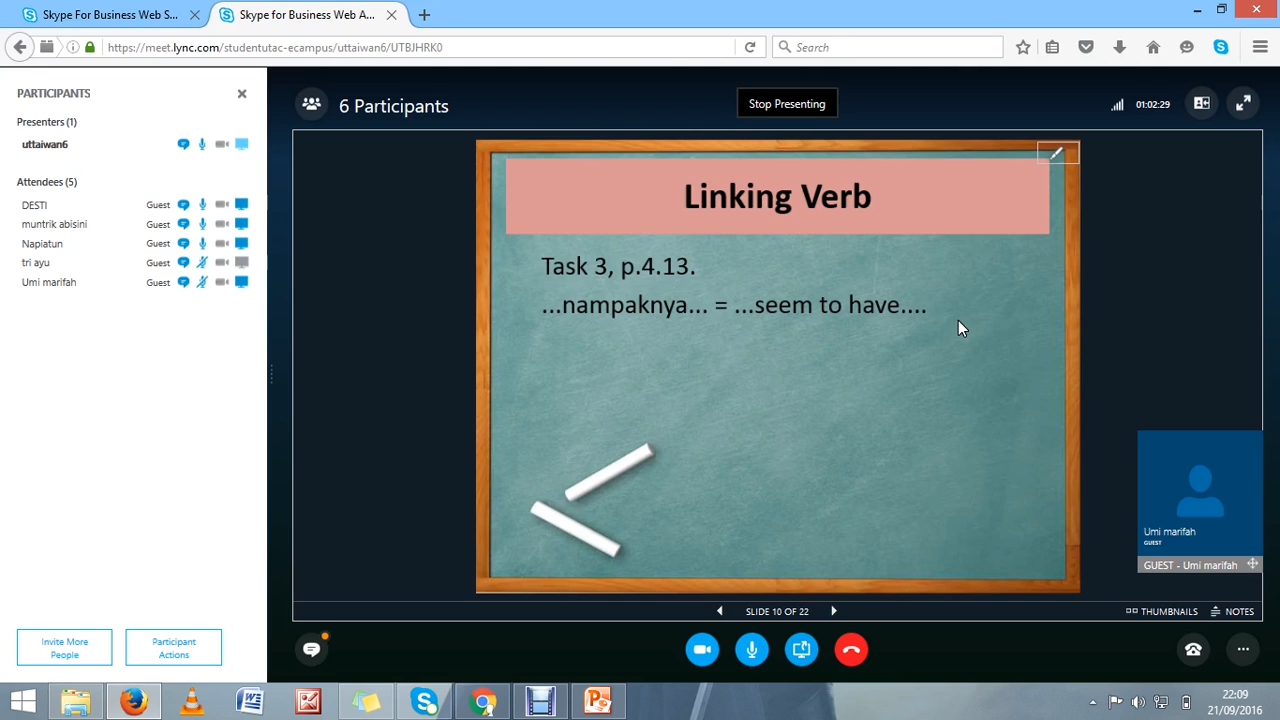 Skype For Business Web S...
Skype for Business Web A...
https://meet.lync.com/studentutac-ecampus/uttaiwan6/UTBJHRK0
Search
PARTICIPANTS
Presenters (1)
uttaiwan6
Attendees (5)
DESTI Guest
muntrik abisini Guest
Napiatun Guest
tri ayu Guest
Umi marifah Guest
Invite More People
Participant Actions
6 Participants
Stop Presenting
01:02:29
Linking Verb
Task 3, p.4.13.
...nampaknya... = ...seem to have....
Umi marifah
GUEST
GUEST - Umi marifah
SLIDE 10 OF 22
THUMBNAILS
NOTES
22:09
21/09/2016